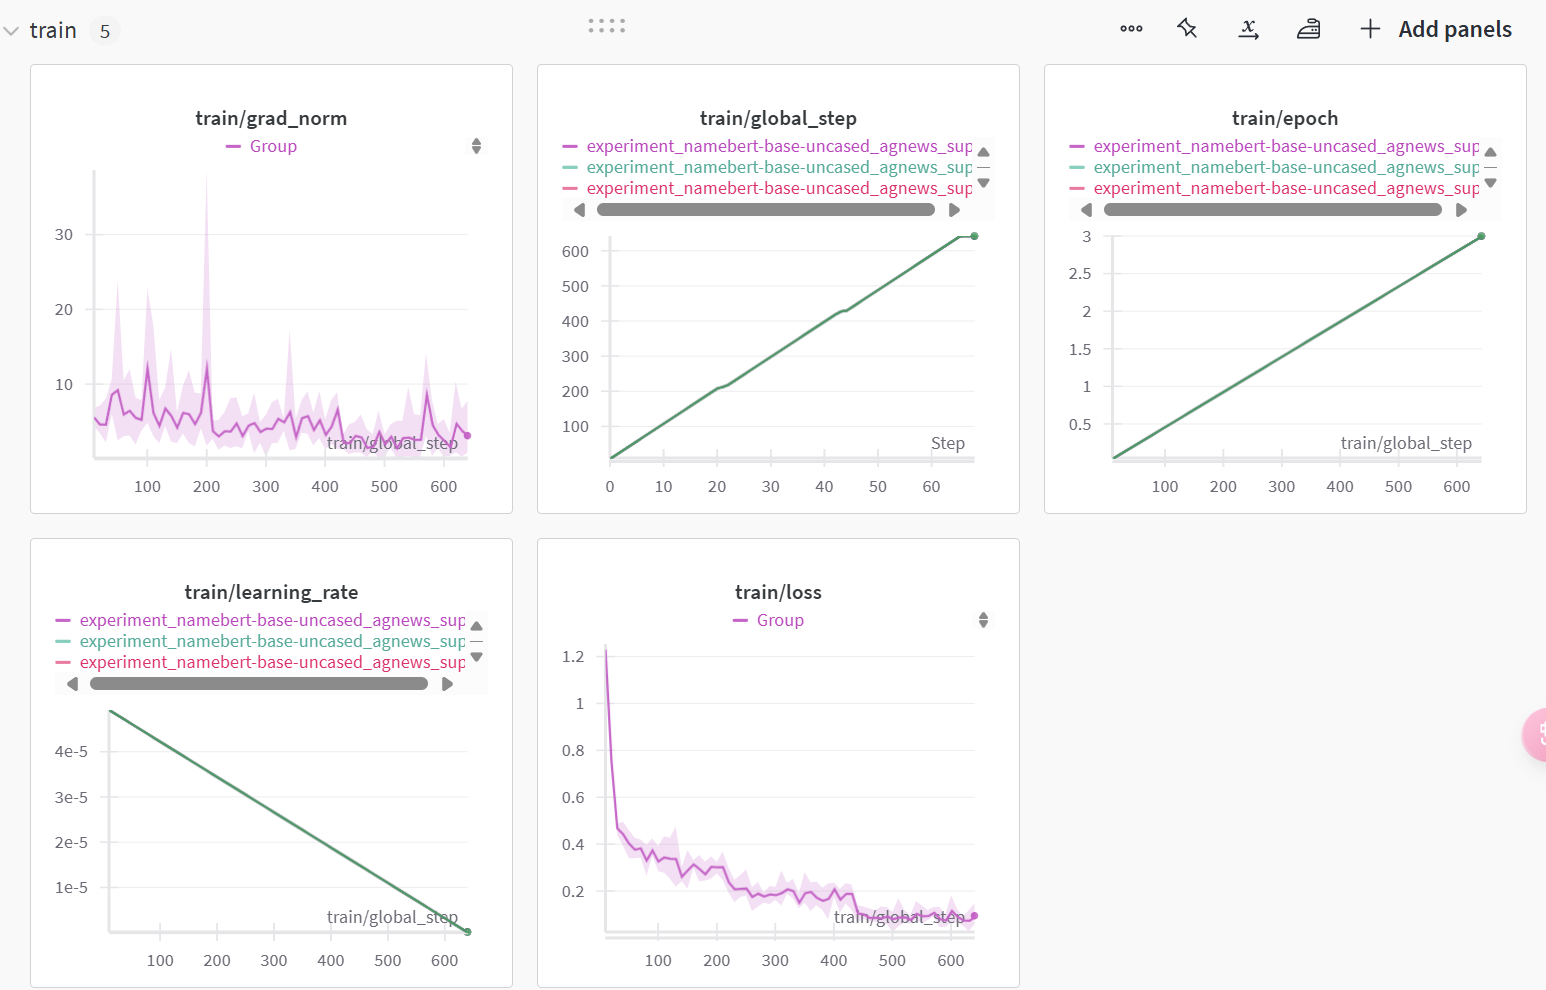 train 5
Add panels
train/grad_norm
Group
30
20
10
train/global_step
100 200 300 400 500 600
train/global_step
experiment_namebert-base-uncased_agnews_sup
experiment_namebert-base-uncased_agnews_sup
experiment_namebert-base-uncased_agnews_sup
600
500
400
300
200
100
Step
0 10 20 30 40 50 60
train/epoch
experiment_namebert-base-uncased_agnews_sup
experiment_namebert-base-uncased_agnews_sup
experiment_namebert-base-uncased_agnews_sup
3
2.5
2
1.5
1
0.5
train/global_step
100 200 300 400 500 600
train/learning_rate
experiment_namebert-base-uncased_agnews_sup
experiment_namebert-base-uncased_agnews_sup
experiment_namebert-base-uncased_agnews_sup
4e-5
3e-5
2e-5
1e-5
train/global_step
100 200 300 400 500 600
train/loss
Group
1.2
1
0.8
0.6
0.4
0.2
train/global_step
100 200 300 400 500 600